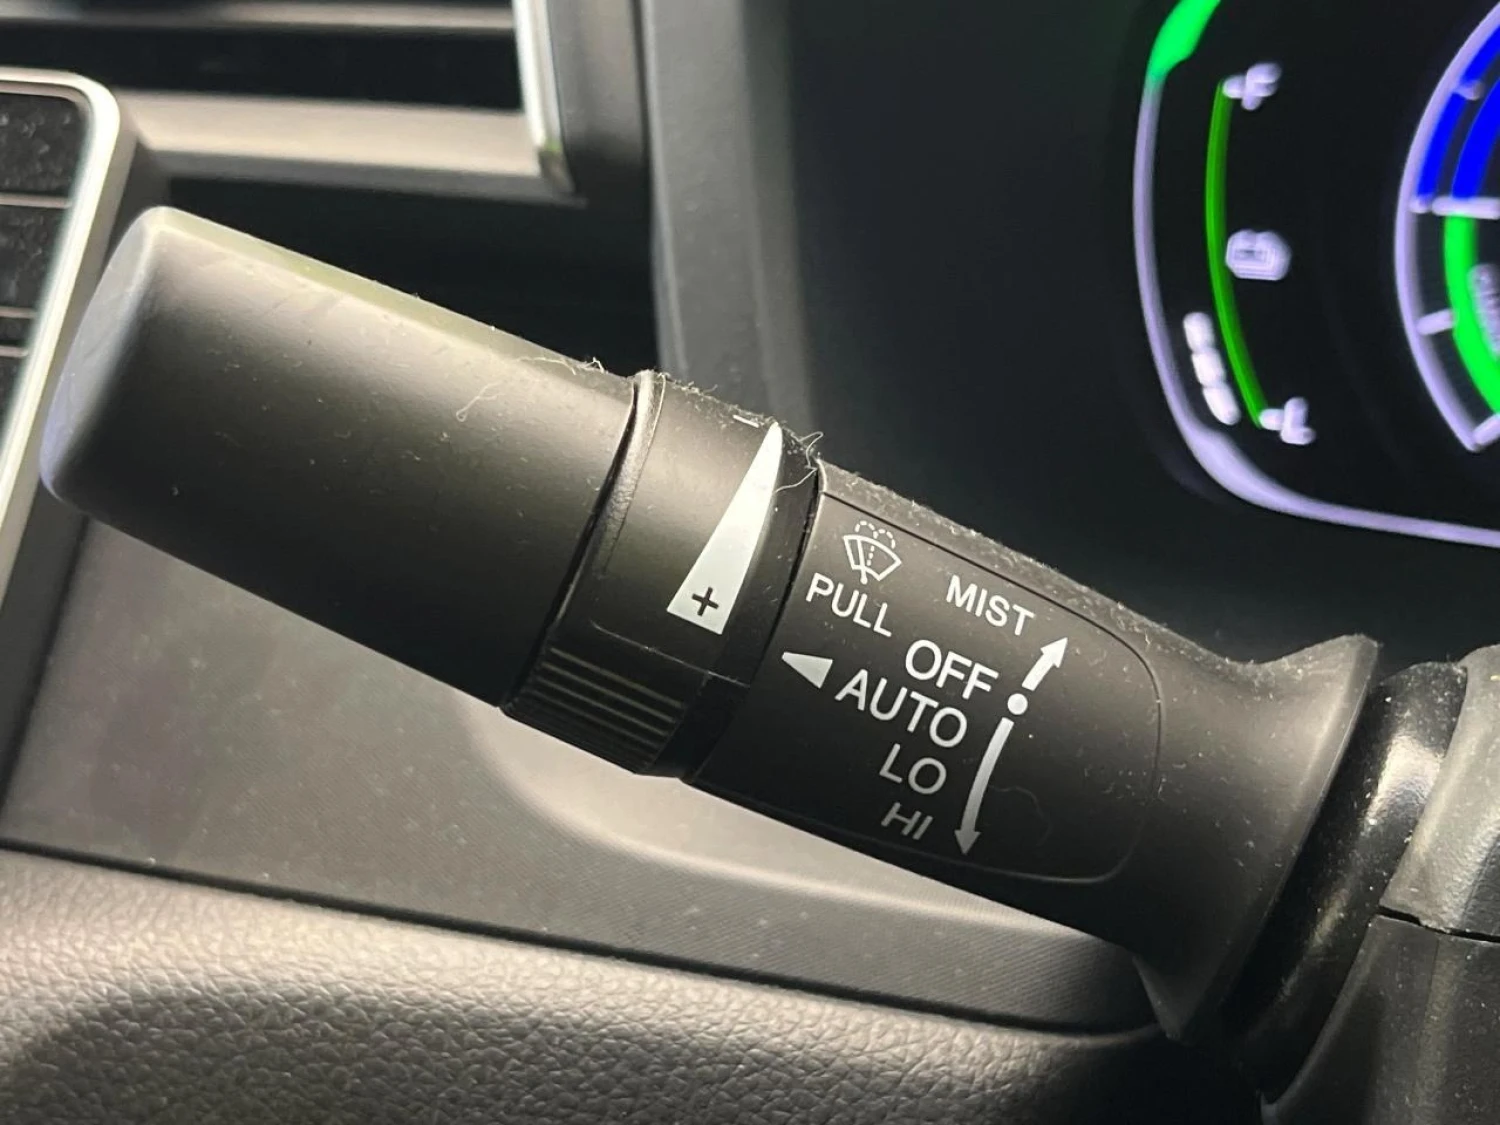 +
PULL
MIST
OFF
AUTO
LO
HI